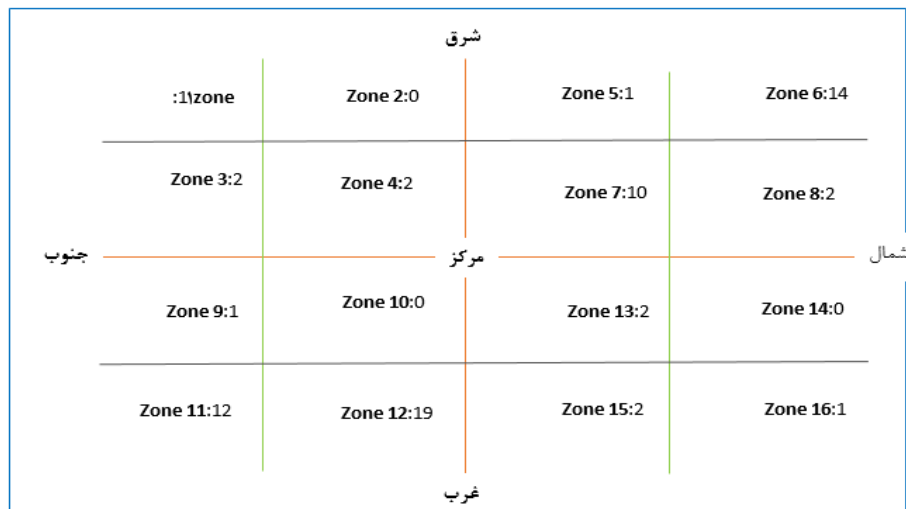 شرق
:1\zone
Zone 2:0
Zone 5:1
Zone 6:14
Zone 3:2
Zone 4:2
Zone 7:10
Zone 8:2
جنوب
مرکز
شمال
Zone 9:1
Zone 10:0
Zone 13:2
Zone 14:0
Zone 11:12
Zone 12:19
Zone 15:2
Zone 16:1
غرب